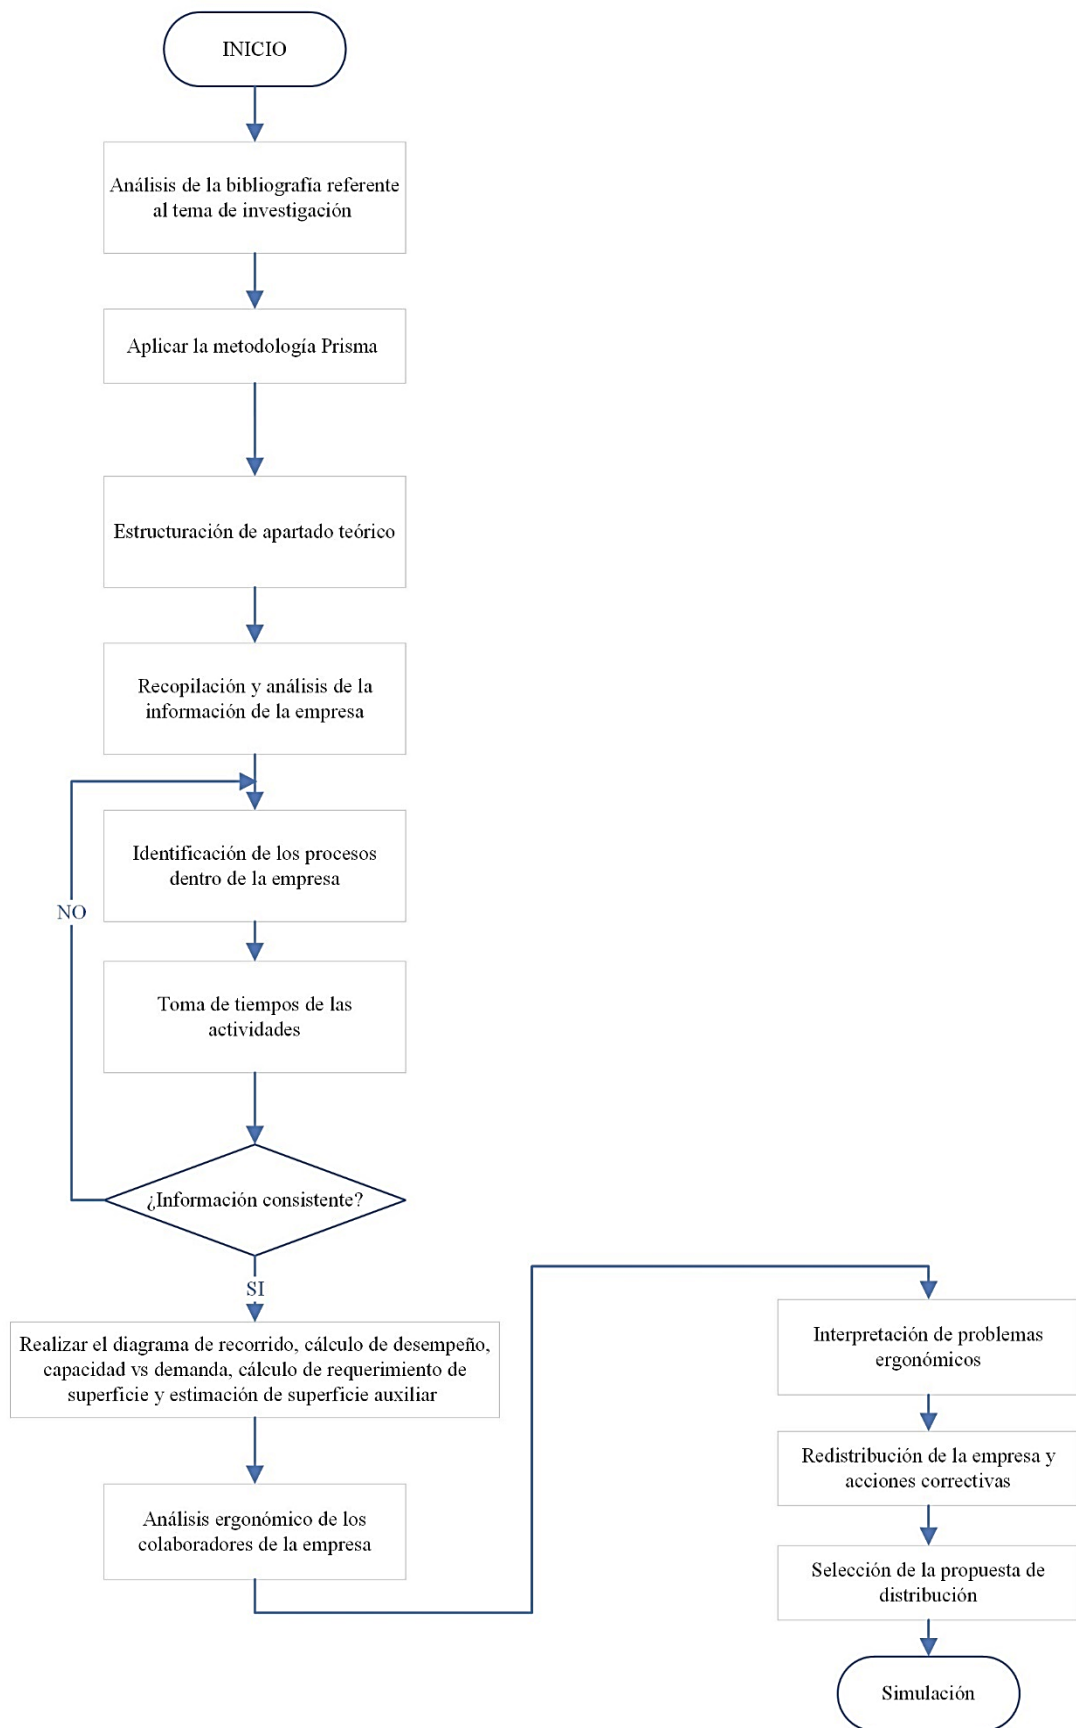 INICIO
Análisis de la bibliografía referente
al tema de investigación
Aplicar la metodología Prisma
Estructuración de apartado teórico
Recopilación y análisis de la
información de la empresa
Identificación de los procesos
dentro de la empresa
NO
Toma de tiempos de las
actividades
¿Información consistente?
SI
Realizar el diagrama de recorrido, cálculo de desempeño,
capacidad vs demanda, cálculo de requerimiento de
superficie y estimación de superficie auxiliar
Análisis ergonómico de los
colaboradores de la empresa
Interpretación de problemas
ergonómicos
Redistribución de la empresa y
acciones correctivas
Selección de la propuesta de
distribución
Simulación